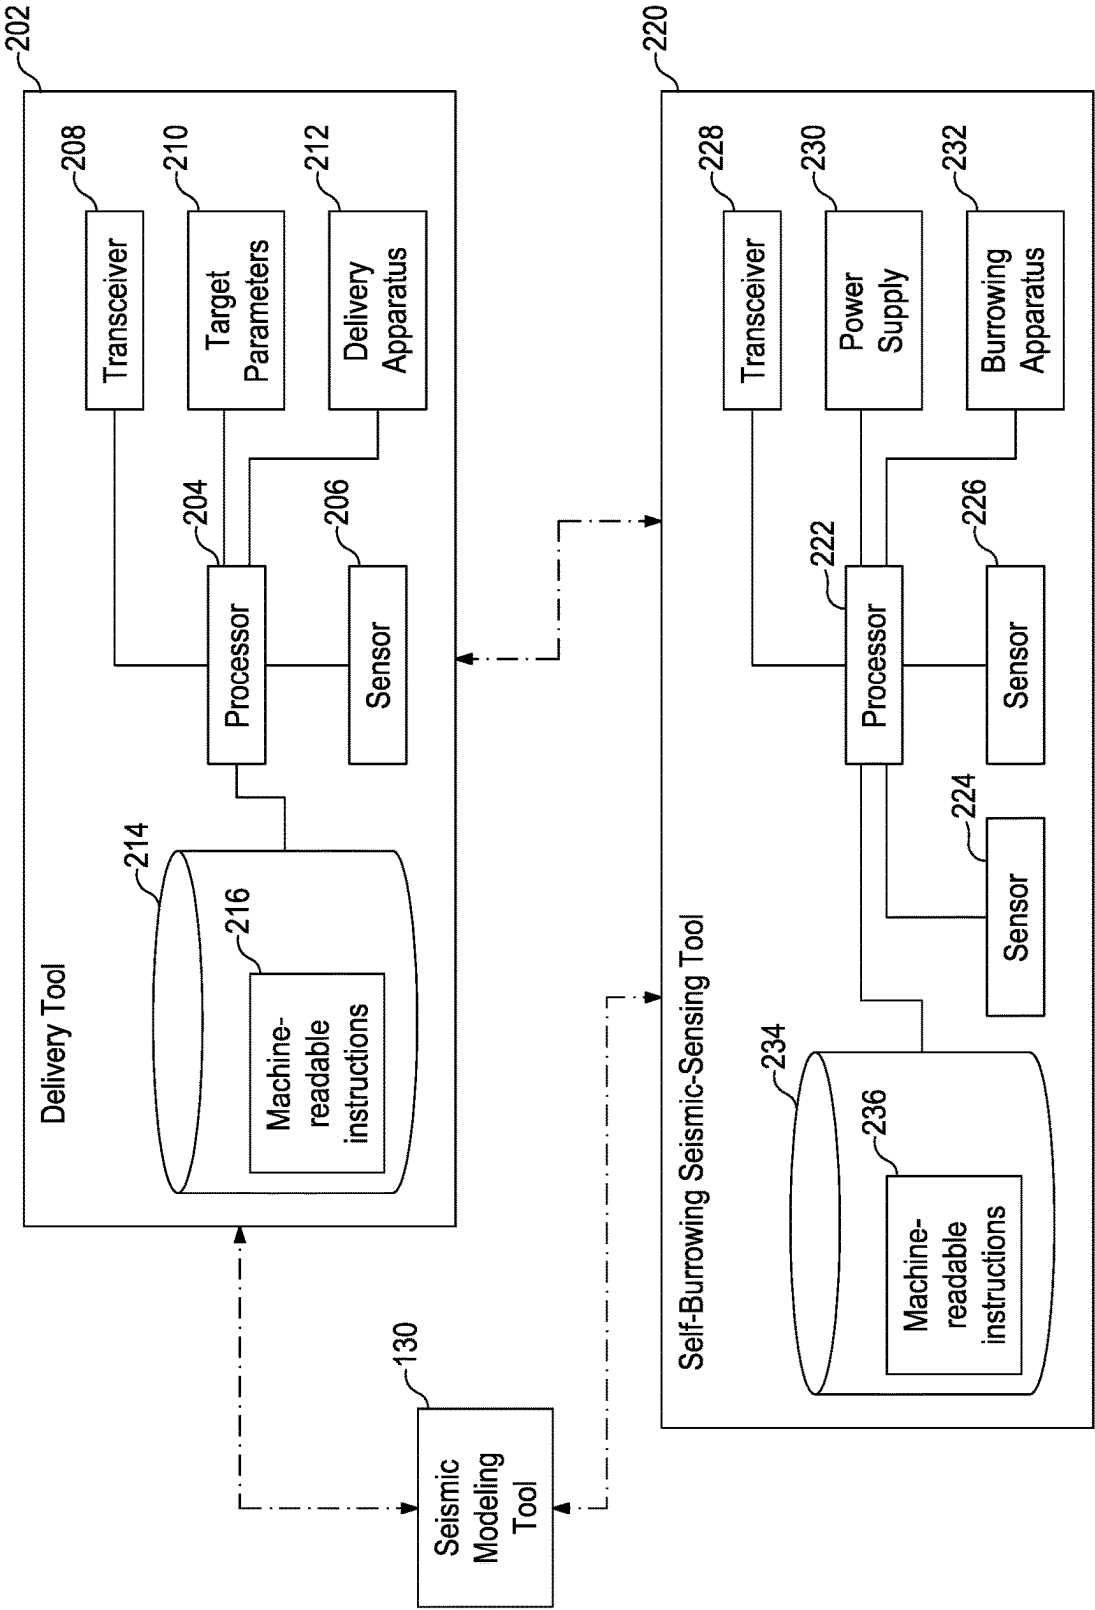 202
Delivery Tool
214
216
Machine-
readable
instructions
204
Processor
206
Sensor
208
Transceiver
210
Target
Parameters
212
Delivery
Apparatus
130
Seismic
Modeling
Tool
220
Self-Burrowing Seismic-Sensing Tool
234
236
Machine-
readable
instructions
224
Sensor
222
Processor
226
Sensor
228
Transceiver
230
Power
Supply
232
Burrowing
Apparatus